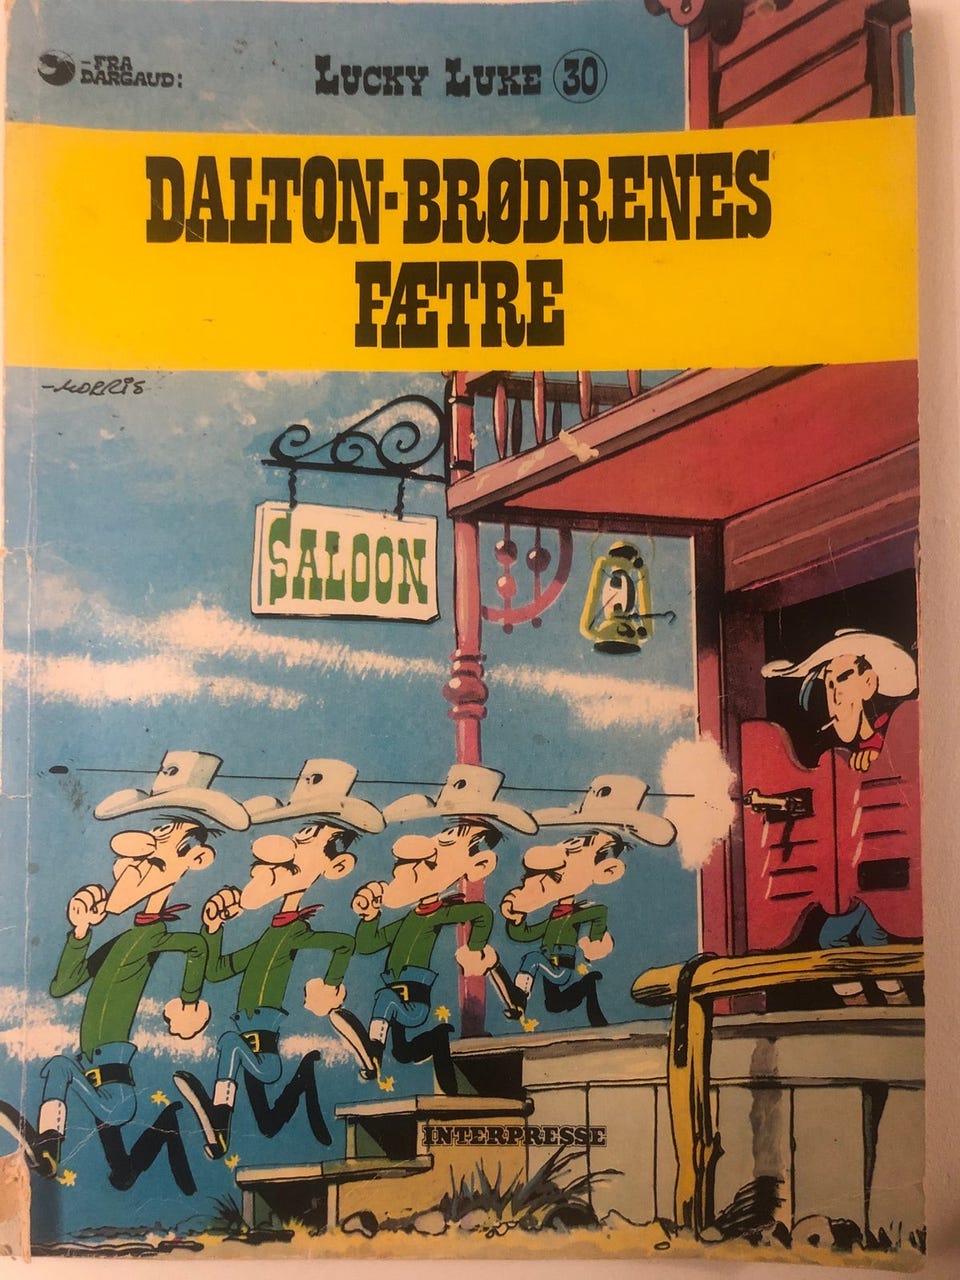 -FRA
DARGAUD:
LUCKY LUKE 30
DALTON-BRØDRENES
FÆTRE
-MORRIS
SALOON
INTERPRESSE